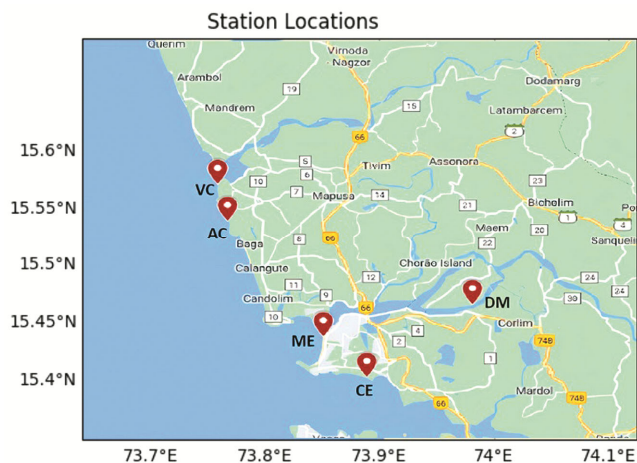 Station Locations
Querim
Virnoda
- Nagzor
Arambol
Dodamarg
19
Mandrem
15
Latambarcem
66
2
15.6°N
5
Tivim
Assonora
6
VC
10
7
Mapusa
14
23
Bicholim
15.55°N
21
1
AC
Maem
20
4
66
8
22
Sanquelim
Baga
15.5°N
Calangute
Chorão Island
11
12
24
24
Candolim
9
30
DM
66
15.45°N
10
Corlim
4
ME
2
748
1
15.4°N
CE
Mardol
748
66
73.7°E
73.8°E
73.9°E
74.0°E
74.1°E